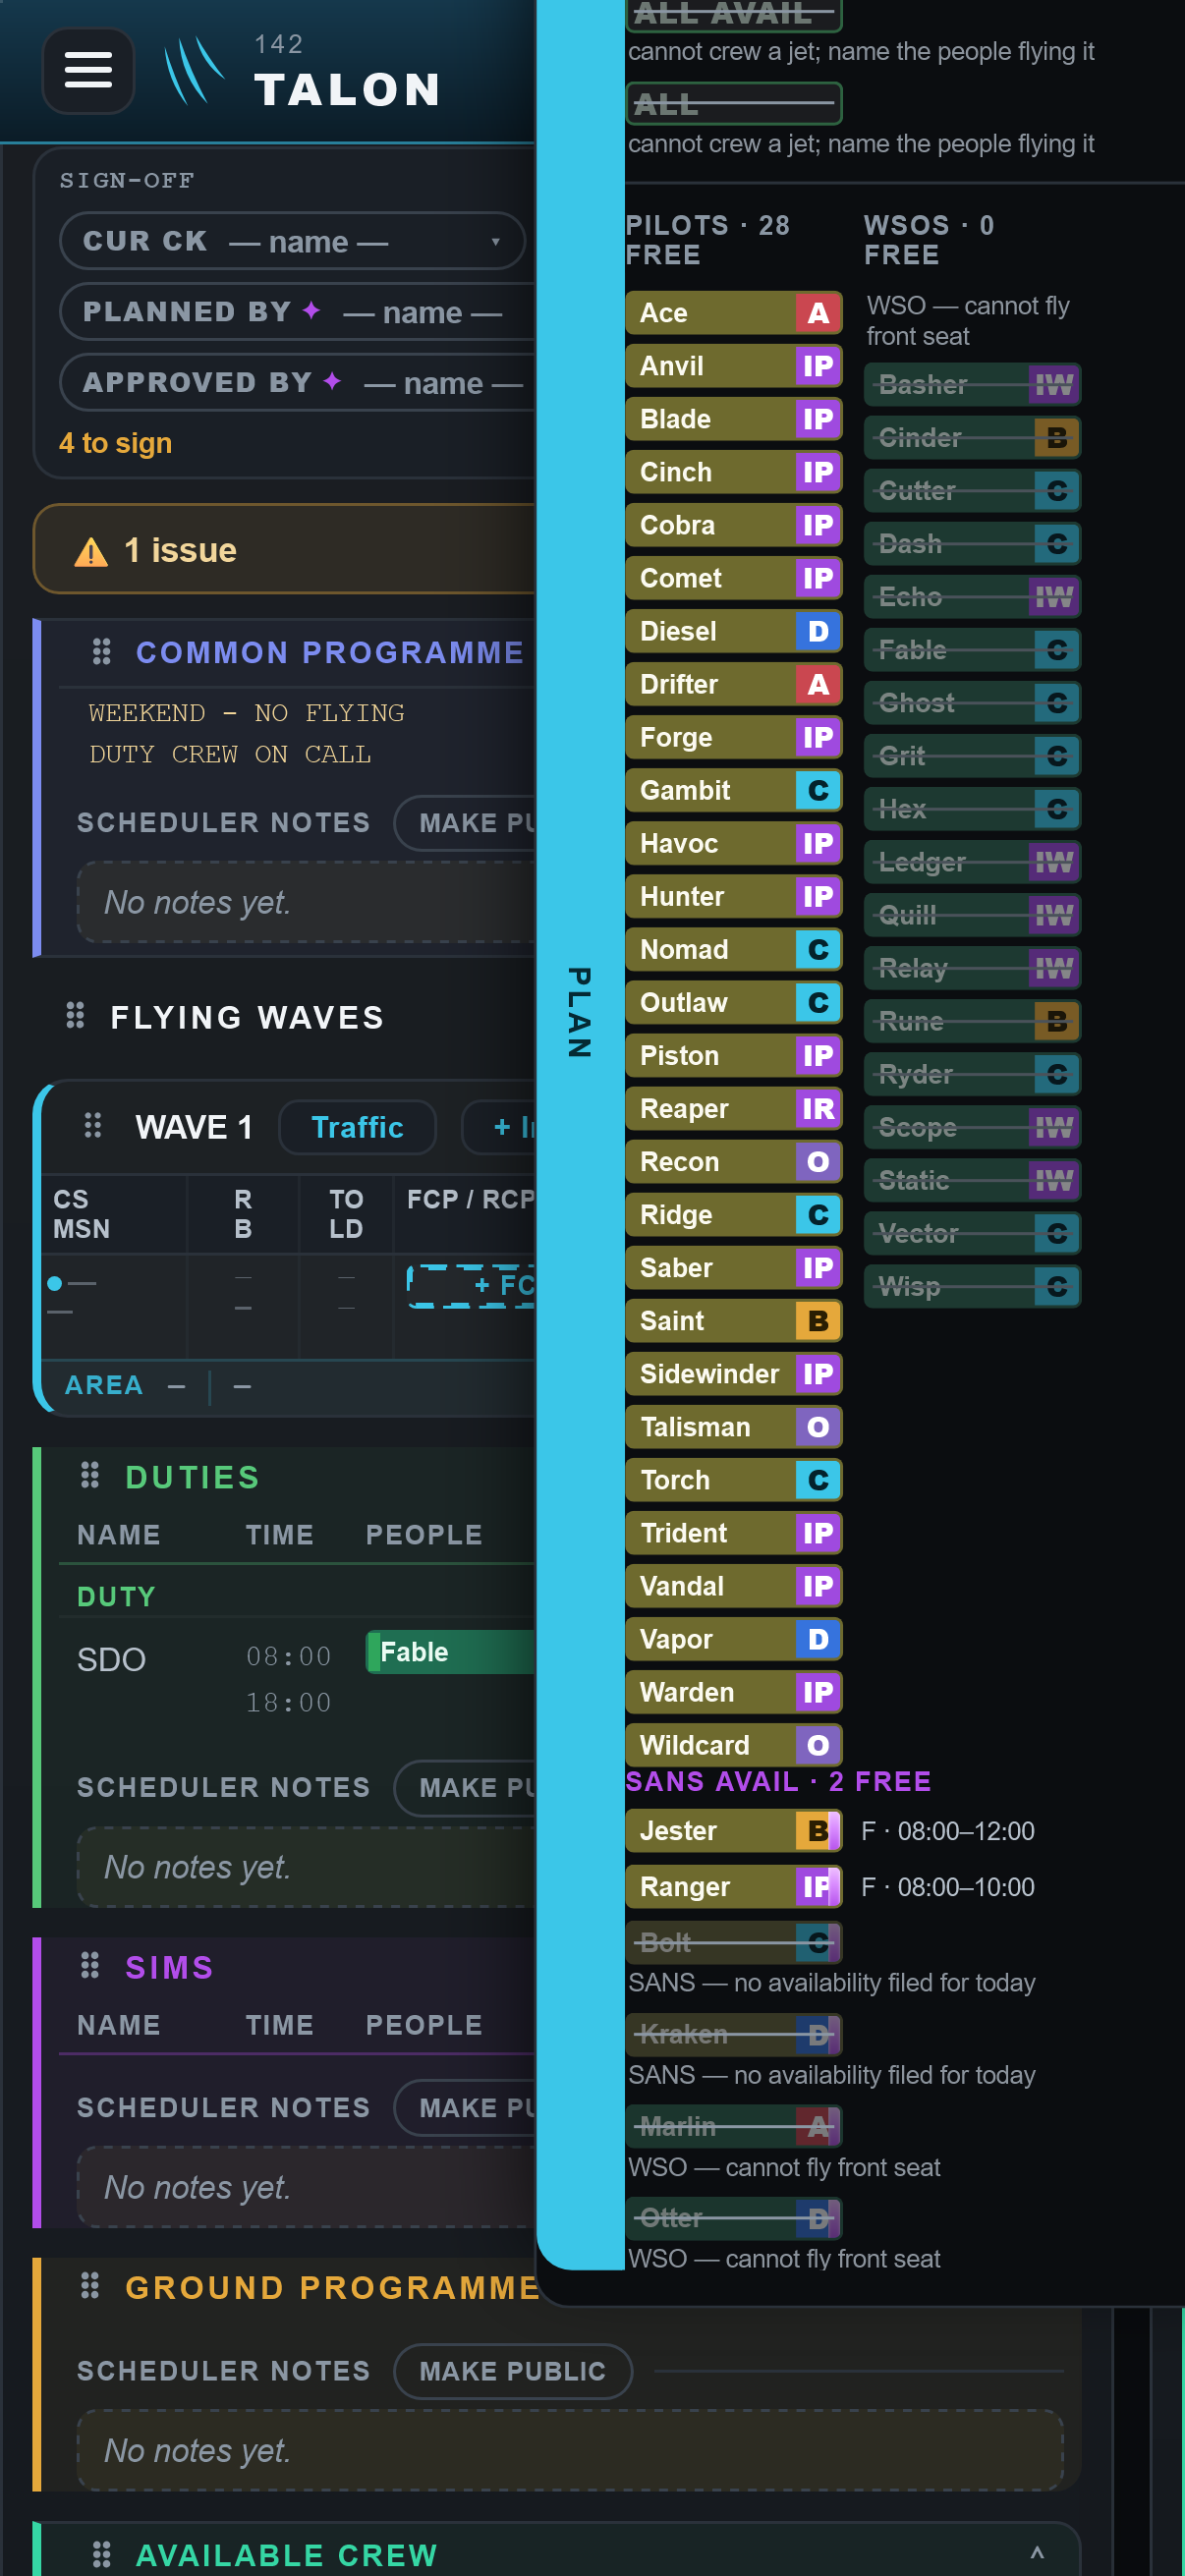 142
TALON
SIGN-OFF
CUR CK — name —
PLANNED BY ✦ — name —
APPROVED BY ✦ — name —
4 to sign
1 issue
COMMON PROGRAMME
WEEKEND - NO FLYING
DUTY CREW ON CALL
SCHEDULER NOTES MAKE PU
No notes yet.
FLYING WAVES
WAVE 1 Traffic + I
CS R TO FCP / RCP
MSN B LD
— — — + FC
— — —
AREA — | —
DUTIES
NAME TIME PEOPLE
DUTY
SDO 08:00 Fable
18:00
SCHEDULER NOTES MAKE PU
No notes yet.
SIMS
NAME TIME PEOPLE
SCHEDULER NOTES MAKE PU
No notes yet.
GROUND PROGRAMME
SCHEDULER NOTES MAKE PUBLIC
No notes yet.
AVAILABLE CREW
PLAN
ALL AVAIL
cannot crew a jet; name the people flying it
ALL
cannot crew a jet; name the people flying it
PILOTS · 28
FREE
Ace A
Anvil IP
Blade IP
Cinch IP
Cobra IP
Comet IP
Diesel D
Drifter A
Forge IP
Gambit C
Havoc IP
Hunter IP
Nomad C
Outlaw C
Piston IP
Reaper IR
Recon O
Ridge C
Saber IP
Saint B
Sidewinder IP
Talisman O
Torch C
Trident IP
Vandal IP
Vapor D
Warden IP
Wildcard O
WSOS · 0
FREE
WSO — cannot fly
front seat
Basher IW
Cinder B
Cutter C
Dash C
Echo IW
Fable C
Ghost C
Grit C
Hex C
Ledger IW
Quill IW
Relay IW
Rune B
Ryder C
Scope IW
Static IW
Vector C
Wisp C
SANS AVAIL · 2 FREE
Jester B F · 08:00–12:00
Ranger IP F · 08:00–10:00
Bolt C
SANS — no availability filed for today
Kraken D
SANS — no availability filed for today
Marlin A
WSO — cannot fly front seat
Otter D
WSO — cannot fly front seat